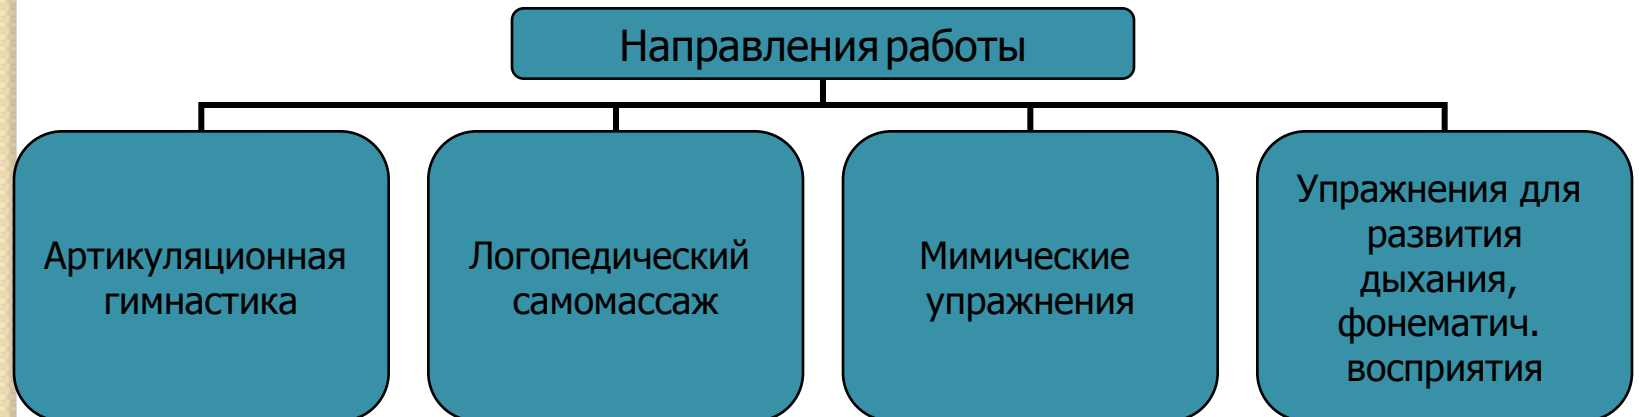 Направления работы
Артикуляционная
гимнастика
Логопедический
самомассаж
Мимические
упражнения
Упражнения для
развития
дыхания,
фонематич.
восприятия